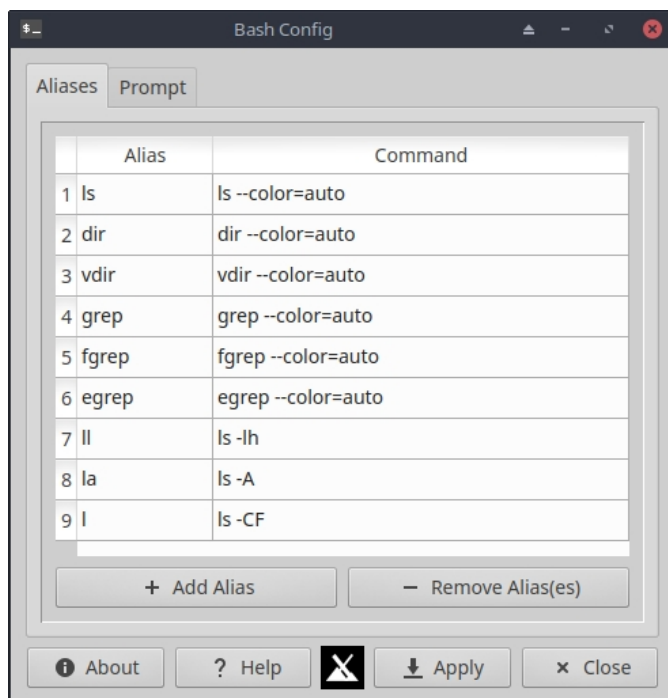 $_ Bash Config
Aliases Prompt
Alias Command
1 ls ls --color=auto
2 dir dir --color=auto
3 vdir vdir --color=auto
4 grep grep --color=auto
5 fgrep fgrep --color=auto
6 egrep egrep --color=auto
7 ll ls -lh
8 la ls -A
9 l ls -CF
+ Add Alias − Remove Alias(es)
About ? Help Apply × Close